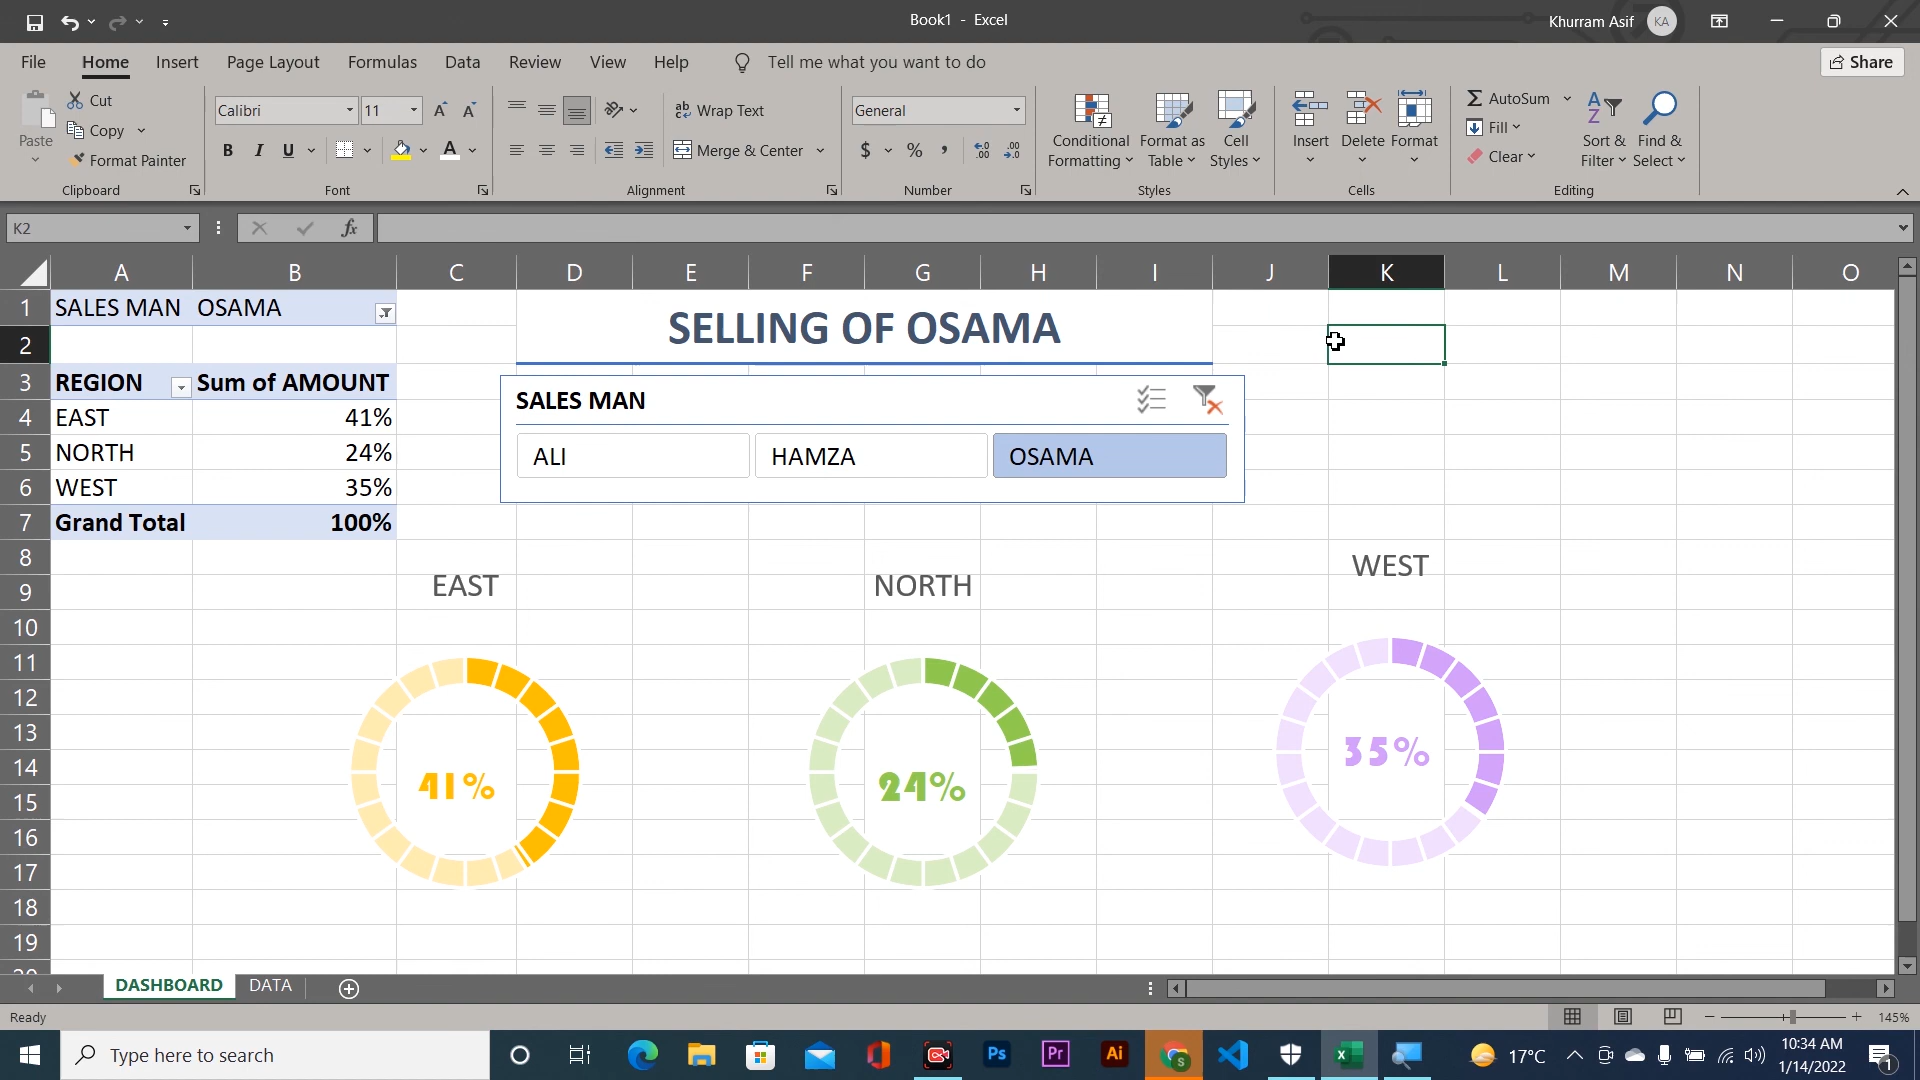 Book1 - Excel
Khurram Asif
KA
File Home Insert Page Layout Formulas Data Review View Help Tell me what you want to do
Share
Paste
Cut
Copy
Format Painter
Clipboard
Calibri 11
B I U A
Font
Wrap Text
Merge & Center
Alignment
General
$ % ,
Number
Conditional Formatting
Format as Table
Cell Styles
Styles
Insert Delete Format
Cells
AutoSum
Fill
Clear
Sort & Filter
Find & Select
Editing
K2
fx
A B C D E F G H I J K L M N O
1 SALES MAN OSAMA
2
3 REGION Sum of AMOUNT
4 EAST 41%
5 NORTH 24%
6 WEST 35%
7 Grand Total 100%
8
9
10
11
12
13
14
15
16
17
18
19
SELLING OF OSAMA
SALES MAN
ALI HAMZA OSAMA
EAST NORTH WEST
41% 24% 35%
DASHBOARD DATA
Ready
145%
Type here to search
Ps Pr Ai
S
17°C
10:34 AM
1/14/2022
1